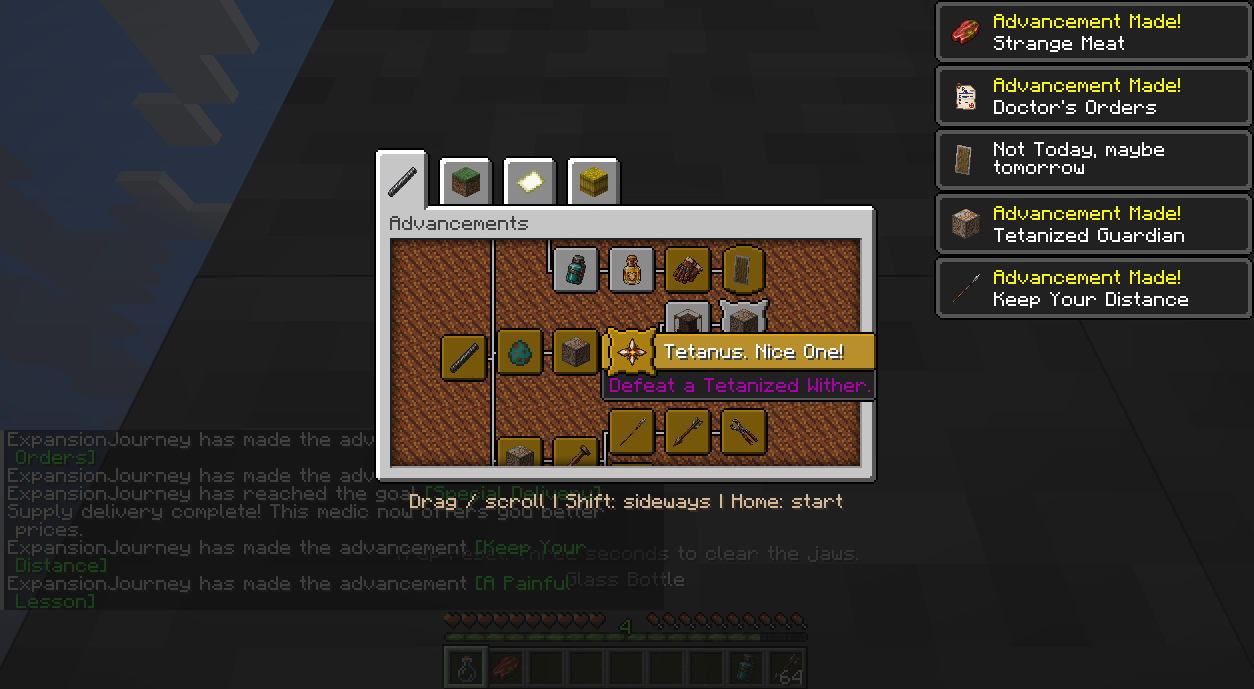 Advancement Made!
Strange Meat
Advancement Made!
Doctor's Orders
Not Today, maybe
tomorrow
Advancement Made!
Tetanized Guardian
Advancement Made!
Keep Your Distance
Advancements
Tetanus. Nice One!
Defeat a Tetanized Wither.
Drag / scroll | Shift: sideways | Home: start
ExpansionJourney has made the adv
Orders]
ExpansionJourney has made the
ExpansionJourney has reached the goal [Special Delivery]
Supply delivery complete! This medic now offers you better
prices.
ExpansionJourney has made the advancement [Keep Your
Distance]
ExpansionJourney has made the advancement [A Painful
Lesson]
seconds to clear the jaws.
Glass Bottle
4
64